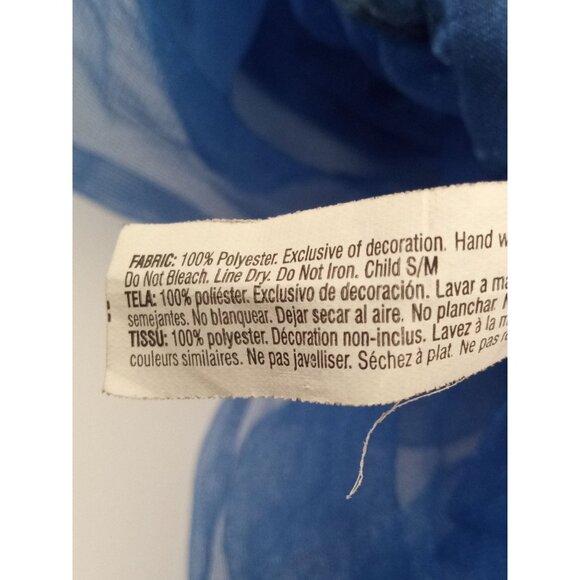 FABRIC: 100% Polyester. Exclusive of decoration. Hand w
Do Not Bleach. Line Dry. Do Not Iron. Child S/M
TELA: 100% poliéster. Exclusivo de decoración. Lavar a ma
semejantes. No blanquear. Dejar secar al aire. No planchar. N
TISSU: 100% polyester. Décoration non-inclus. Lavez à la m
couleurs similaires. Ne pas javelliser. Séchez à plat. Ne pas re